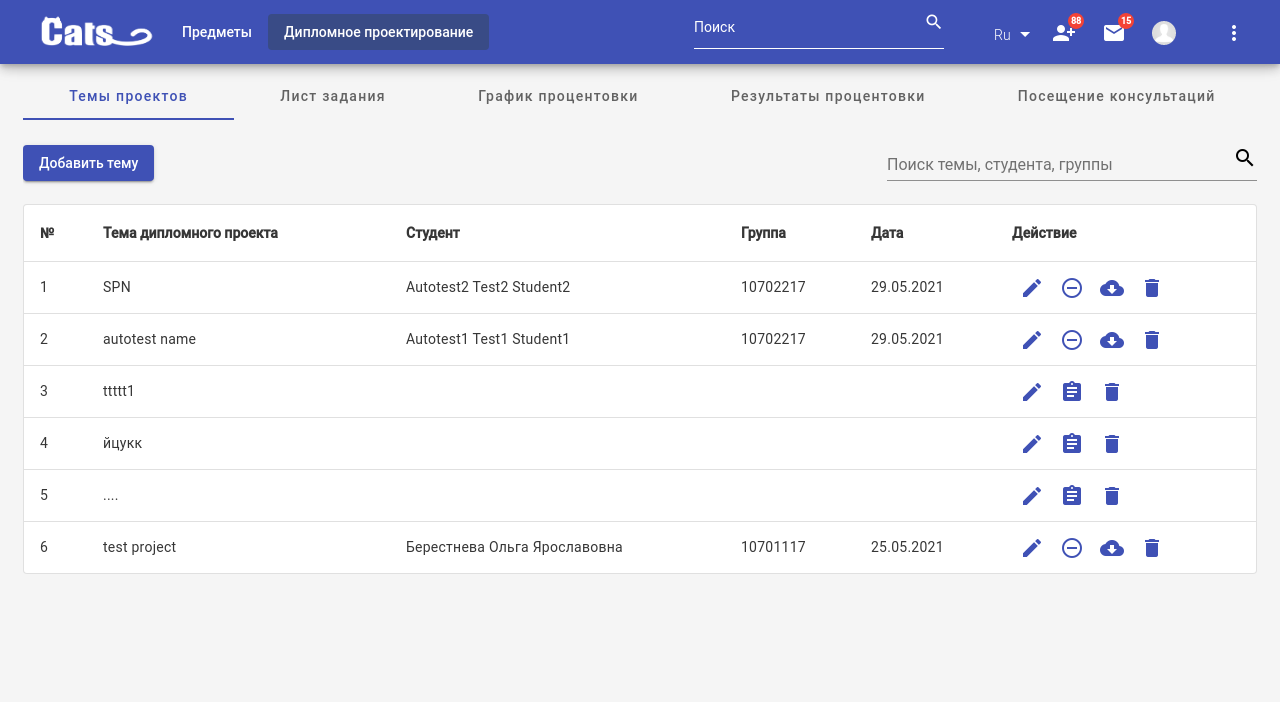 Cats Предметы Дипломное проектирование Поиск Ru 88 15
Темы проектов Лист задания График процентовки Результаты процентовки Посещение консультаций
Добавить тему Поиск темы, студента, группы
№ Тема дипломного проекта Студент Группа Дата Действие
1 SPN Autotest2 Test2 Student2 10702217 29.05.2021
2 autotest name Autotest1 Test1 Student1 10702217 29.05.2021
3 ttttt1
4 йцукк
5 ....
6 test project Берестнева Ольга Ярославовна 10701117 25.05.2021